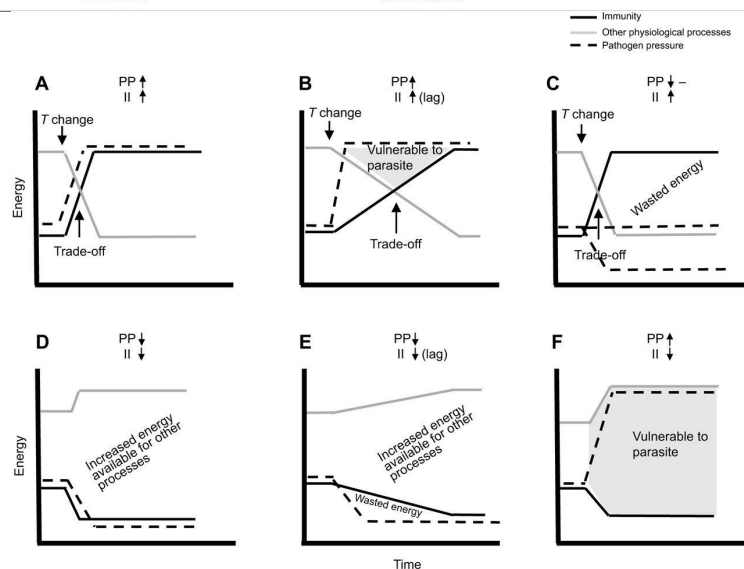 Immunity
Other physiological processes
Pathogen pressure
A
PP ↑
II ↑
T change
Trade-off
Energy
B
PP ↑
II ↑ (lag)
T change
Vulnerable to
parasite
Trade-off
C
PP ↓ –
II ↑
T change
Wasted energy
Trade-off
D
PP ↓
II ↓
Increased energy
available for other
processes
Energy
E
PP ↓
II ↓ (lag)
Increased energy
available for other
processes
Wasted energy
F
PP ↑
II ↓
Vulnerable to
parasite
Time